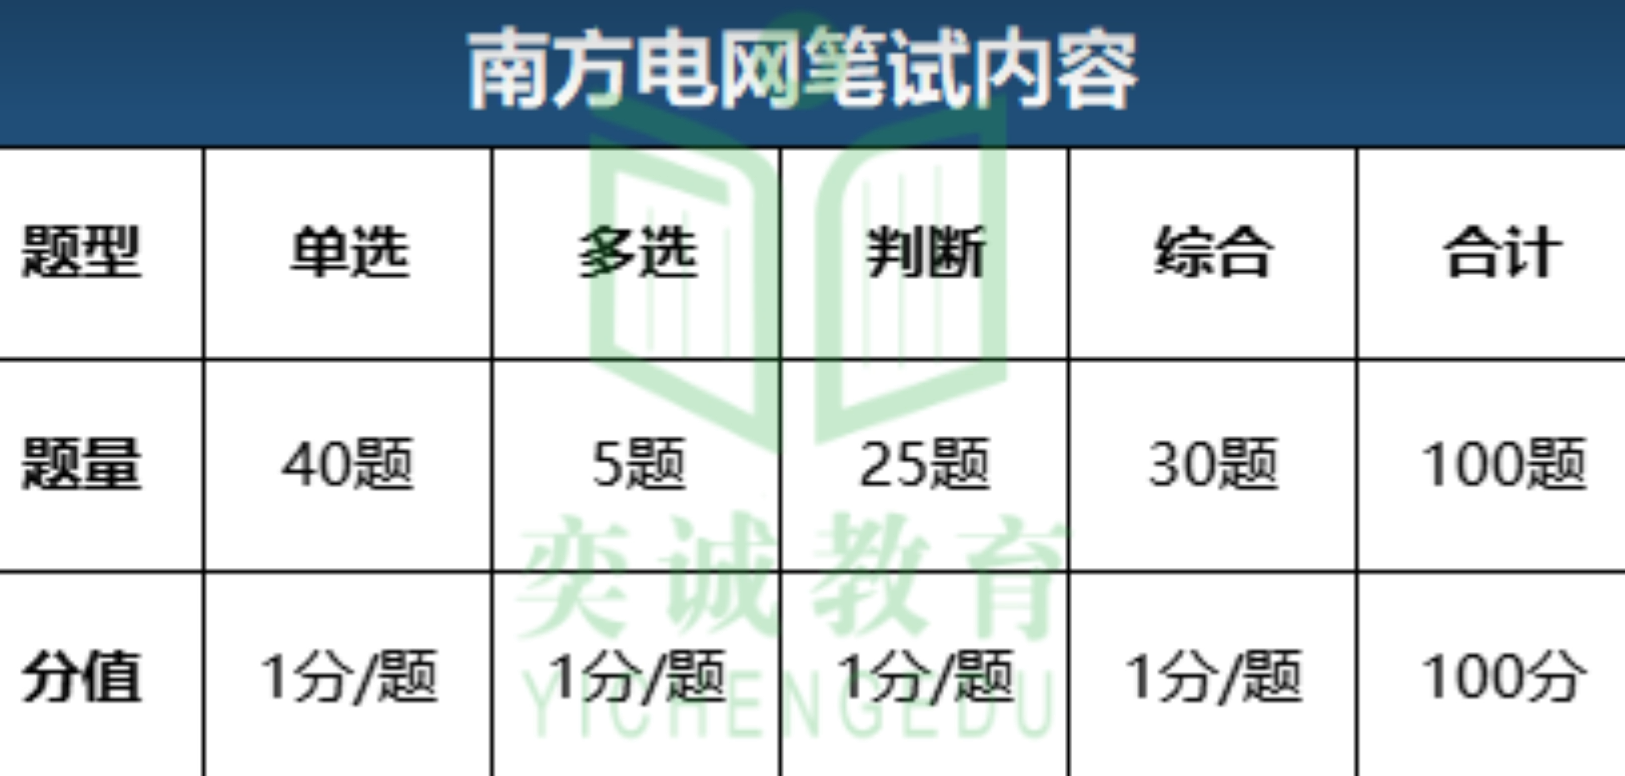 南方电网笔试内容
题型 单选 多选 判断 综合 合计
题量 40题 5题 25题 30题 100题
奕诚教育
分值 1分/题 1分/题 1分/题 1分/题 100分
YICHENGEDU